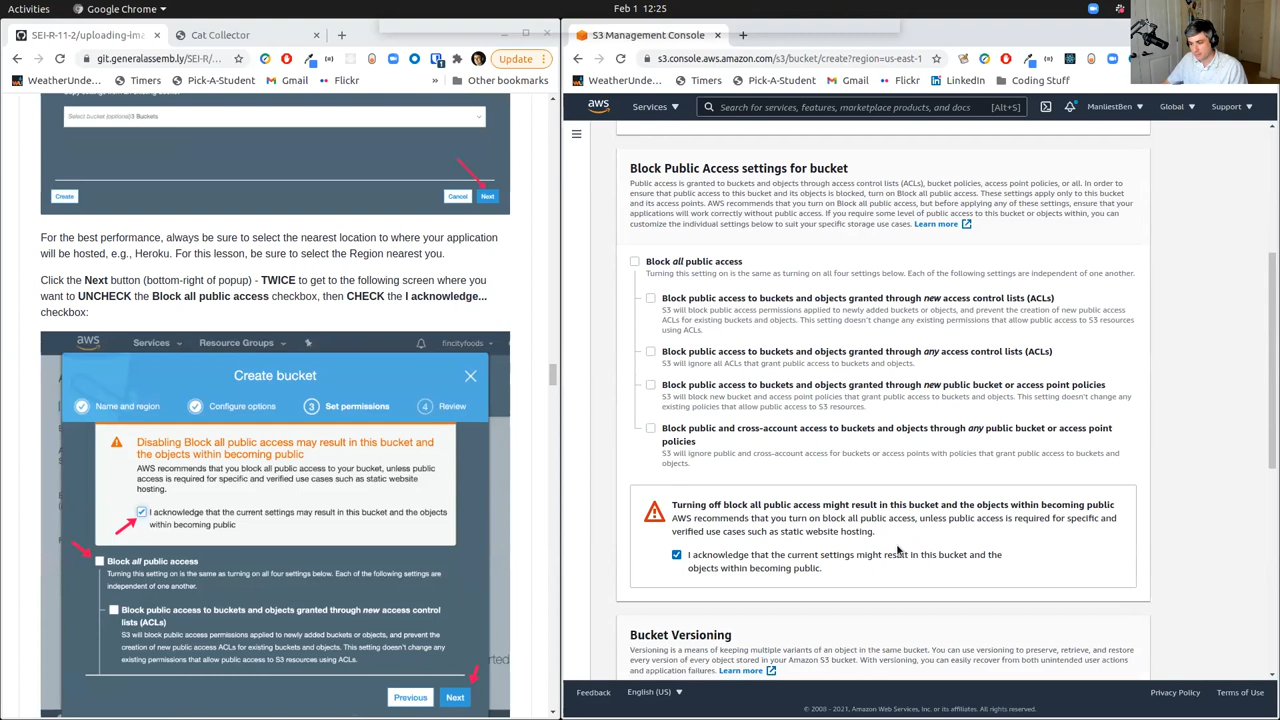 Activities
Google Chrome
Feb 1 12:25
SEI-R-11-2/uploading-ima
Cat Collector
S3 Management Console
git.generalassemb.ly/SEI-R/...
Update
s3.console.aws.amazon.com/s3/bucket/create?region=us-east-1
WeatherUnde...
Timers
Pick-A-Student
Gmail
Flickr
»
Other bookmarks
WeatherUnde...
Timers
Pick-A-Student
Gmail
Flickr
LinkedIn
Coding Study
Select bucket (optional)3 Buckets
Create
Cancel
Next
For the best performance, always be sure to select the nearest location to where your application
will be hosted, e.g., Heroku. For this lesson, be sure to select the Region nearest you.
Click the Next button (bottom-right of popup) - TWICE to get to the following screen where you
want to UNCHECK the Block all public access checkbox, then CHECK the I acknowledge...
checkbox:
aws
Services
Resource Groups
fincityfoods
Create bucket
Name and region
Configure options
3
Set permissions
4
Review
Disabling Block all public access may result in this bucket and
the objects within becoming public
AWS recommends that you block all public access to your bucket, unless public
access is required for specific and verified use cases such as static website
hosting.
I acknowledge that the current settings may result in this bucket and the objects
within becoming public
Block all public access
Turning this setting on is the same as turning on all four settings below. Each of the following settings are
independent of one another.
Block public access to buckets and objects granted through new access control
lists (ACLs)
S3 will block public access permissions applied to newly added buckets or objects, and prevent the
creation of new public access ACLs for existing buckets and objects. This setting doesn't change any
existing permissions that allow public access to S3 resources using ACLs.
Previous
Next
aws
Services
Search for services, features, marketplace products, and docs
[Alt+S]
ManliestBen
Global
Support
Block Public Access settings for bucket
Public access is granted to buckets and objects through access control lists (ACLs), bucket policies, access point policies, or all. In order to
ensure that public access to this bucket and its objects is blocked, turn on Block all public access. These settings apply only to this bucket
and its access points. AWS recommends that you turn on Block all public access, but before applying any of these settings, ensure that your
applications will work correctly without public access. If you require some level of public access to this bucket or objects within, you can
customize the individual settings below to suit your specific storage use cases. Learn more
Block all public access
Turning this setting on is the same as turning on all four settings below. Each of the following settings are independent of one another.
Block public access to buckets and objects granted through new access control lists (ACLs)
S3 will block public access permissions applied to newly added buckets or objects, and prevent the creation of new public access
ACLs for existing buckets and objects. This setting doesn't change any existing permissions that allow public access to S3 resources
using ACLs.
Block public access to buckets and objects granted through any access control lists (ACLs)
S3 will ignore all ACLs that grant public access to buckets and objects.
Block public access to buckets and objects granted through new public bucket or access point policies
S3 will block new bucket and access point policies that grant public access to buckets and objects. This setting doesn't change any
existing policies that allow public access to S3 resources.
Block public and cross-account access to buckets and objects through any public bucket or access point
policies
S3 will ignore public and cross-account access for buckets or access points with policies that grant public access to buckets and
objects.
Turning off block all public access might result in this bucket and the objects within becoming public
AWS recommends that you turn on block all public access, unless public access is required for specific and
verified use cases such as static website hosting.
I acknowledge that the current settings might result in this bucket and the
objects within becoming public.
Bucket Versioning
Versioning is a means of keeping multiple variants of an object in the same bucket. You can use versioning to preserve, retrieve, and restore
every version of every object stored in your Amazon S3 bucket. With versioning, you can easily recover from both unintended user actions
and application failures. Learn more
Feedback
English (US)
Privacy Policy
Terms of Use
© 2008 - 2021, Amazon Web Services, Inc. or its affiliates. All rights reserved.